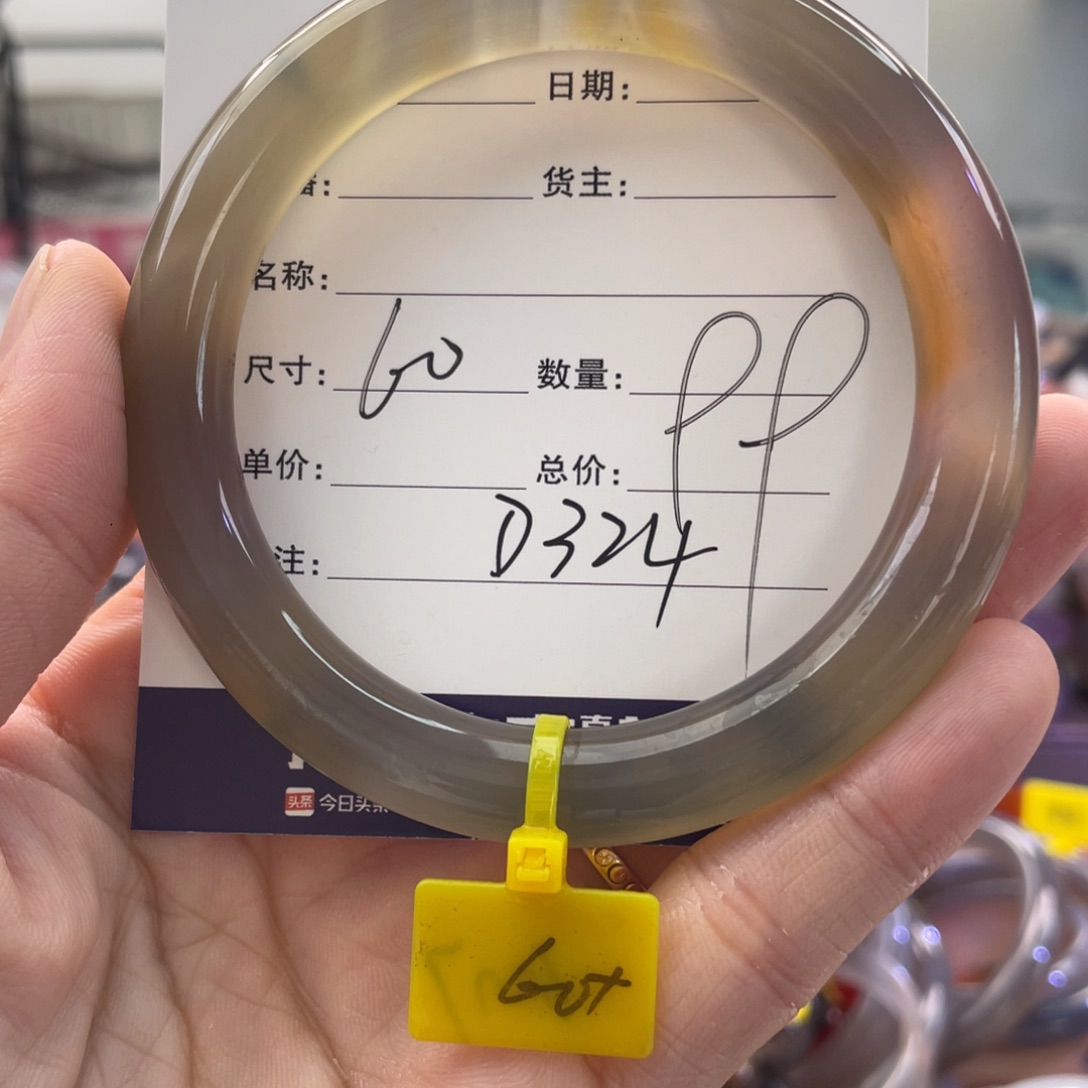 日期:
货主:
名称:
尺寸: 60 数量:
单价: 总价:
注: D324
头条 今日头条
60+